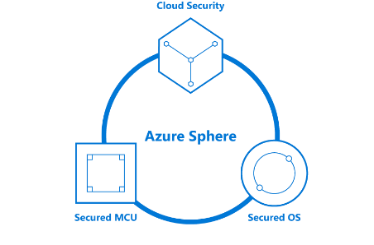 Cloud Security
Azure Sphere
Secured MCU
Secured OS